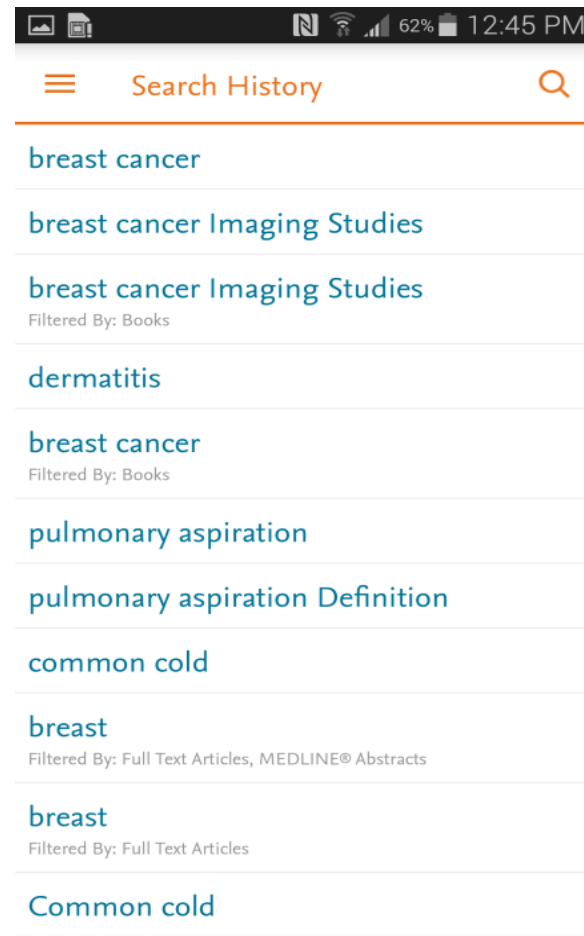 62% 12:45 PM
Search History
breast cancer
breast cancer Imaging Studies
breast cancer Imaging Studies
Filtered By: Books
dermatitis
breast cancer
Filtered By: Books
pulmonary aspiration
pulmonary aspiration Definition
common cold
breast
Filtered By: Full Text Articles, MEDLINE® Abstracts
breast
Filtered By: Full Text Articles
Common cold